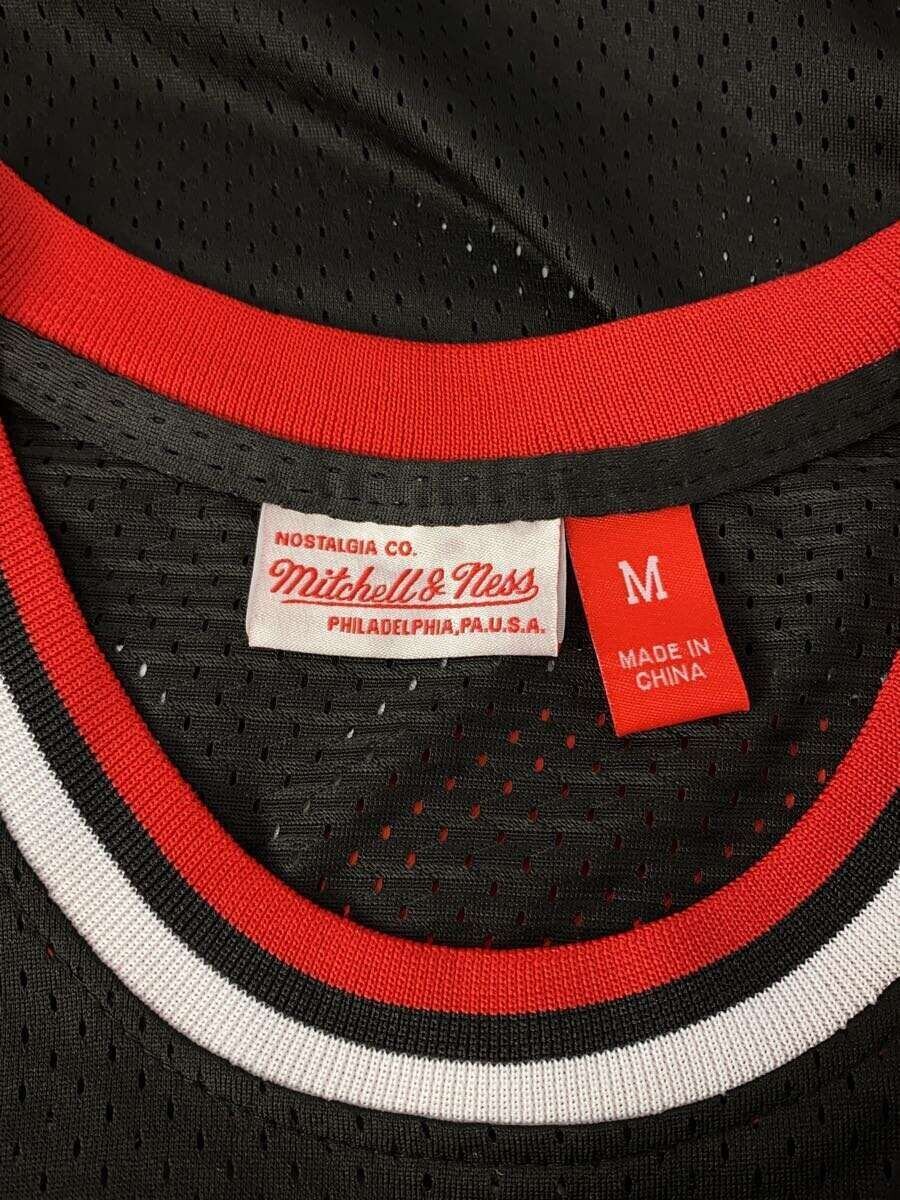 NOSTALGIA CO.
Mitchell & Ness
PHILADELPHIA, PA. U.S.A.
M
MADE IN
CHINA